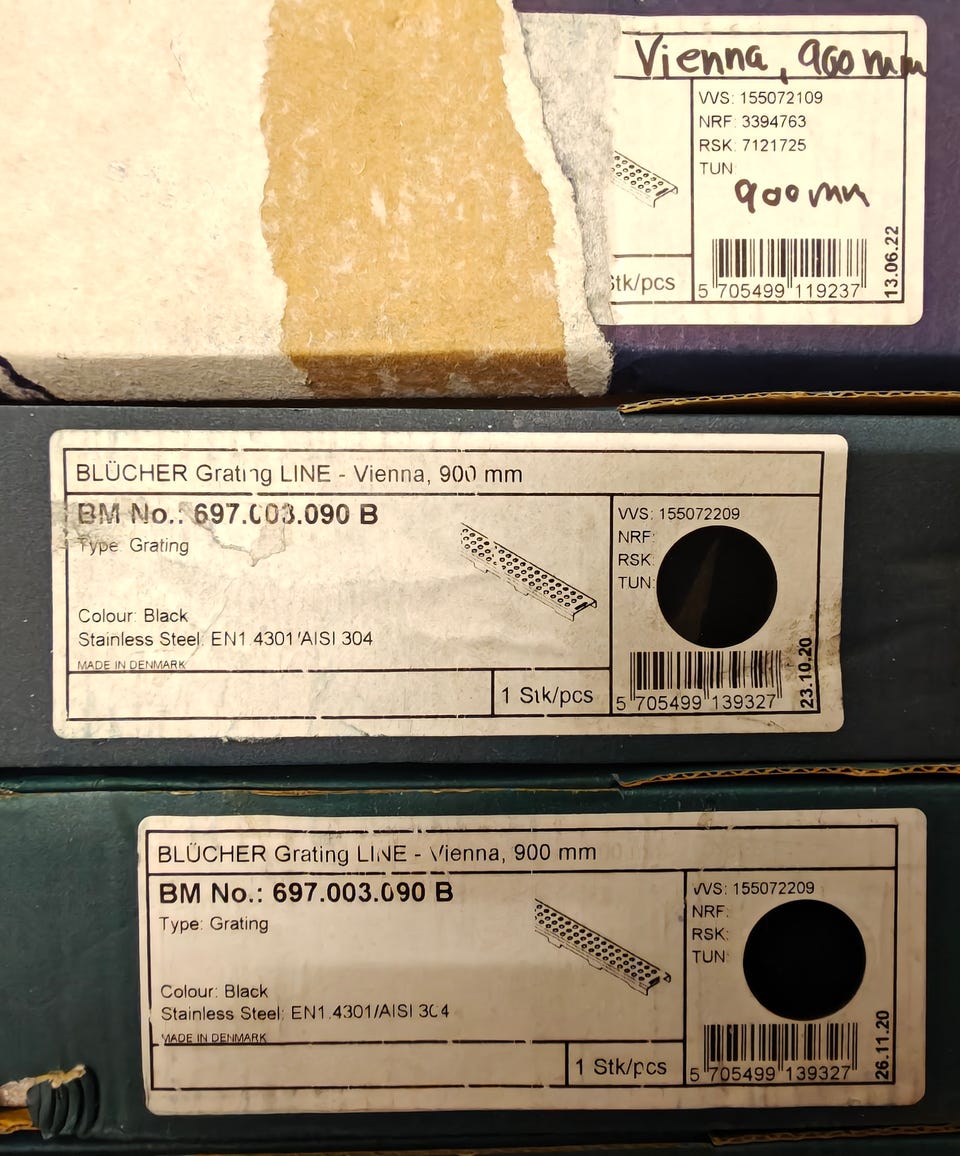 Vienna, 900 mm
VVS: 155072109
NRF: 3394763
RSK: 7121725
TUN:
900 mm
Stk/pcs
5 705499 119237
13.06.22
BLÜCHER Grating LINE - Vienna, 900 mm
BM No.: 697.003.090 B
Type: Grating
Colour: Black
Stainless Steel: EN1.4301/AISI 304
MADE IN DENMARK
1 Stk/pcs
VVS: 155072209
NRF:
RSK:
TUN:
5 705499 139327
23.10.20
BLÜCHER Grating LINE - Vienna, 900 mm
BM No.: 697.003.090 B
Type: Grating
Colour: Black
Stainless Steel: EN1.4301/AISI 304
MADE IN DENMARK
1 Stk/pcs
VVS: 155072209
NRF:
RSK:
TUN:
5 705499 139327
26.11.20